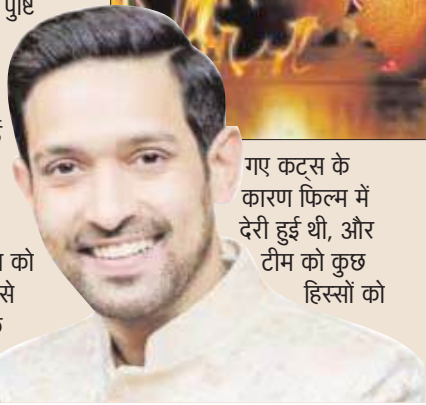 पुष्टि
को
से
गए कट्स के
कारण फिल्म में
देरी हुई थी, और
टीम को कुछ
हिस्सों को